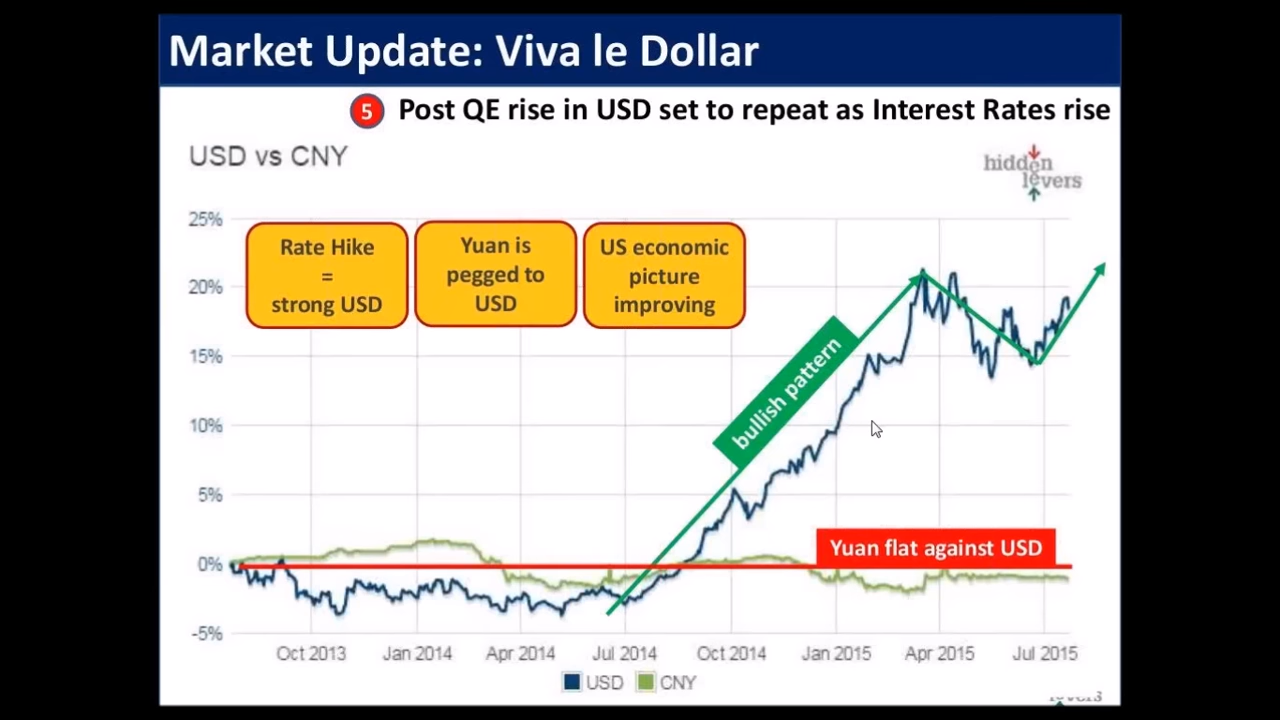 Market Update: Viva le Dollar
5 Post QE rise in USD set to repeat as Interest Rates rise
USD vs CNY
hidden
levers
25%
20%
15%
10%
5%
0%
-5%
Rate Hike
=
strong USD
Yuan is
pegged to
USD
US economic
picture
improving
bullish pattern
Yuan flat against USD
Oct 2013 Jan 2014 Apr 2014 Jul 2014 Oct 2014 Jan 2015 Apr 2015 Jul 2015
USD CNY
levers